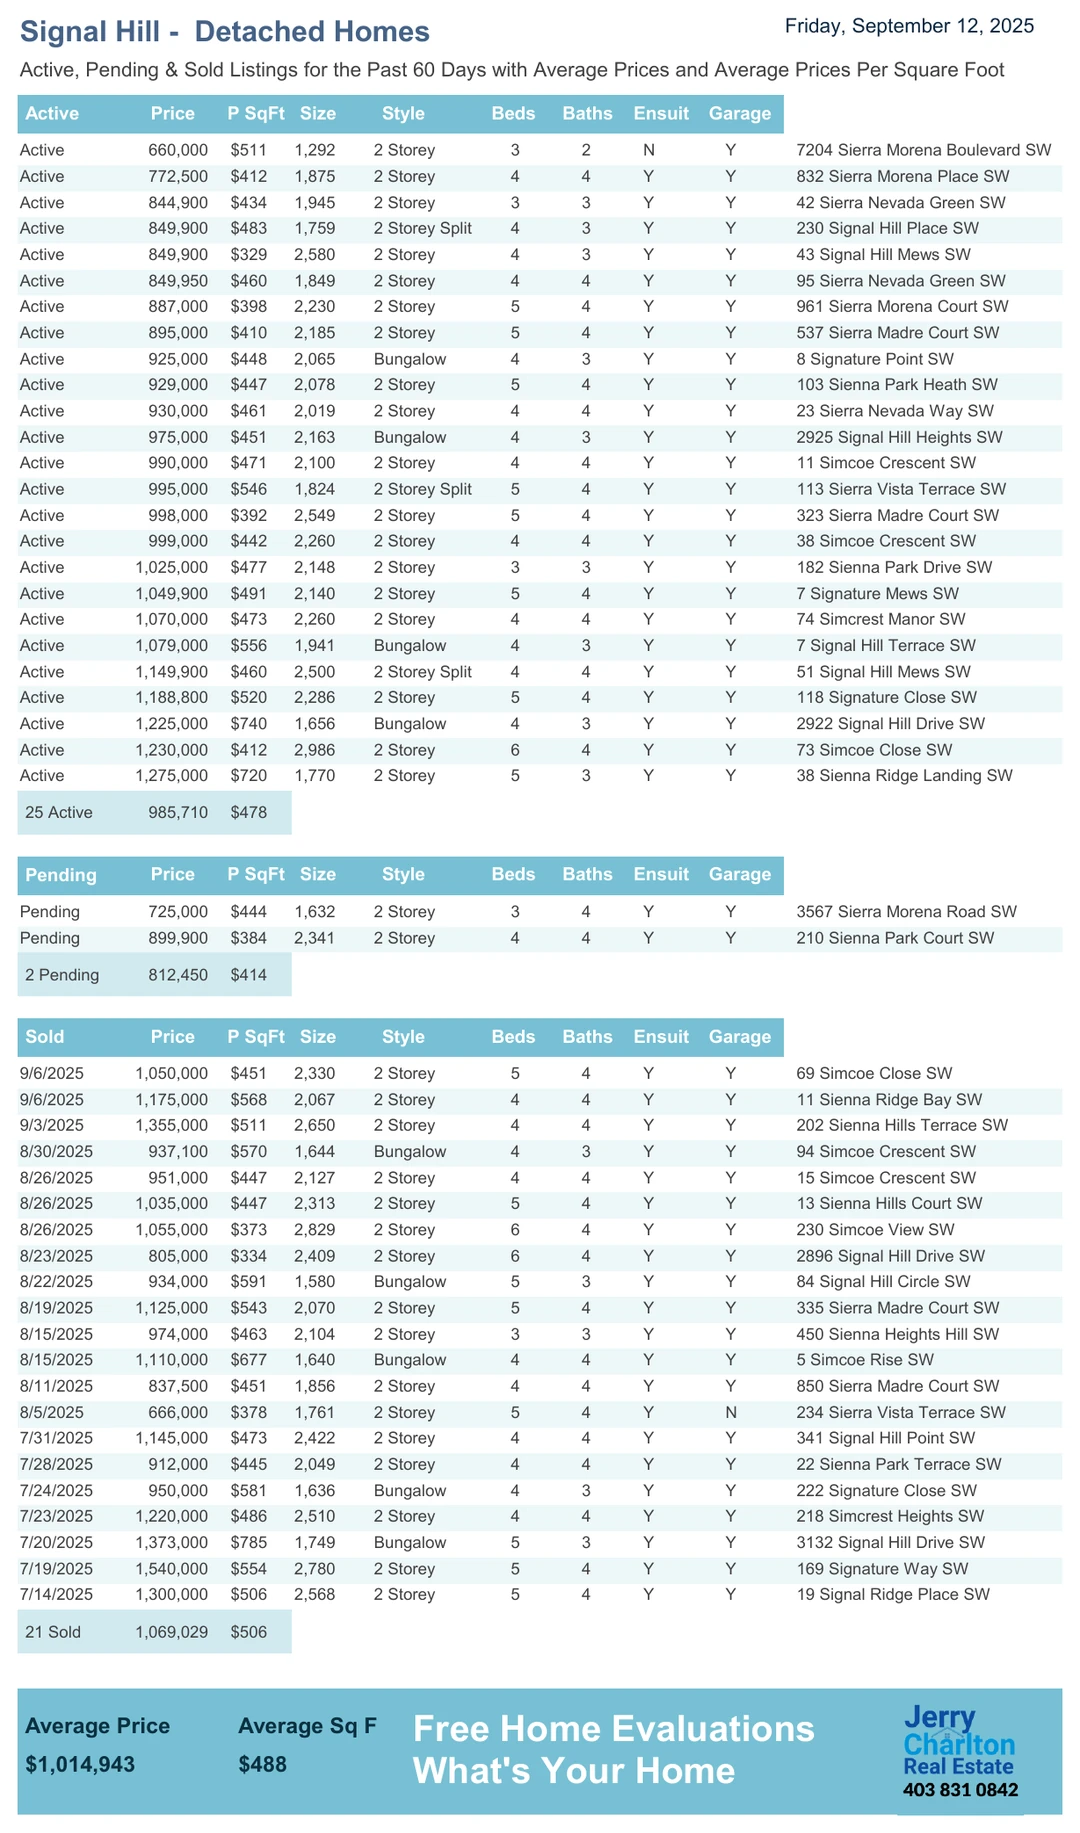 Signal Hill - Detached Homes
Friday, September 12, 2025
Active, Pending & Sold Listings for the Past 60 Days with Average Prices and Average Prices Per Square Foot
Active Price P SqFt Size Style Beds Baths Ensuit Garage
Active 660,000 $511 1,292 2 Storey 3 2 N Y 7204 Sierra Morena Boulevard SW
Active 772,500 $412 1,875 2 Storey 4 4 Y Y 832 Sierra Morena Place SW
Active 844,900 $434 1,945 2 Storey 3 3 Y Y 42 Sierra Nevada Green SW
Active 849,900 $483 1,759 2 Storey Split 4 3 Y Y 230 Signal Hill Place SW
Active 849,900 $329 2,580 2 Storey 4 3 Y Y 43 Signal Hill Mews SW
Active 849,950 $460 1,849 2 Storey 4 4 Y Y 95 Sierra Nevada Green SW
Active 887,000 $398 2,230 2 Storey 5 4 Y Y 961 Sierra Morena Court SW
Active 895,000 $410 2,185 2 Storey 5 4 Y Y 537 Sierra Madre Court SW
Active 925,000 $448 2,065 Bungalow 4 3 Y Y 8 Signature Point SW
Active 929,000 $447 2,078 2 Storey 5 4 Y Y 103 Sienna Park Heath SW
Active 930,000 $461 2,019 2 Storey 4 4 Y Y 23 Sierra Nevada Way SW
Active 975,000 $451 2,163 Bungalow 4 3 Y Y 2925 Signal Hill Heights SW
Active 990,000 $471 2,100 2 Storey 4 4 Y Y 11 Simcoe Crescent SW
Active 995,000 $546 1,824 2 Storey Split 5 4 Y Y 113 Sierra Vista Terrace SW
Active 998,000 $392 2,549 2 Storey 5 4 Y Y 323 Sierra Madre Court SW
Active 999,000 $442 2,260 2 Storey 4 4 Y Y 38 Simcoe Crescent SW
Active 1,025,000 $477 2,148 2 Storey 3 3 Y Y 182 Sienna Park Drive SW
Active 1,049,900 $491 2,140 2 Storey 5 4 Y Y 7 Signature Mews SW
Active 1,070,000 $473 2,260 2 Storey 4 4 Y Y 74 Simcrest Manor SW
Active 1,079,000 $556 1,941 Bungalow 4 3 Y Y 7 Signal Hill Terrace SW
Active 1,149,900 $460 2,500 2 Storey Split 4 4 Y Y 51 Signal Hill Mews SW
Active 1,188,800 $520 2,286 2 Storey 5 4 Y Y 118 Signature Close SW
Active 1,225,000 $740 1,656 Bungalow 4 3 Y Y 2922 Signal Hill Drive SW
Active 1,230,000 $412 2,986 2 Storey 6 4 Y Y 73 Simcoe Close SW
Active 1,275,000 $720 1,770 2 Storey 5 3 Y Y 38 Sienna Ridge Landing SW
25 Active 985,710 $478
Pending Price P SqFt Size Style Beds Baths Ensuit Garage
Pending 725,000 $444 1,632 2 Storey 3 4 Y Y 3567 Sierra Morena Road SW
Pending 899,900 $384 2,341 2 Storey 4 4 Y Y 210 Sienna Park Court SW
2 Pending 812,450 $414
Sold Price P SqFt Size Style Beds Baths Ensuit Garage
9/6/2025 1,050,000 $451 2,330 2 Storey 5 4 Y Y 69 Simcoe Close SW
9/6/2025 1,175,000 $568 2,067 2 Storey 4 4 Y Y 11 Sienna Ridge Bay SW
9/3/2025 1,355,000 $511 2,650 2 Storey 4 4 Y Y 202 Sienna Hills Terrace SW
8/30/2025 937,100 $570 1,644 Bungalow 4 3 Y Y 94 Simcoe Crescent SW
8/26/2025 951,000 $447 2,127 2 Storey 4 4 Y Y 15 Simcoe Crescent SW
8/26/2025 1,035,000 $447 2,313 2 Storey 5 4 Y Y 13 Sienna Hills Court SW
8/26/2025 1,055,000 $373 2,829 2 Storey 6 4 Y Y 230 Simcoe View SW
8/23/2025 805,000 $334 2,409 2 Storey 6 4 Y Y 2896 Signal Hill Drive SW
8/22/2025 934,000 $591 1,580 Bungalow 5 3 Y Y 84 Signal Hill Circle SW
8/19/2025 1,125,000 $543 2,070 2 Storey 5 4 Y Y 335 Sierra Madre Court SW
8/15/2025 974,000 $463 2,104 2 Storey 3 3 Y Y 450 Sienna Heights Hill SW
8/15/2025 1,110,000 $677 1,640 Bungalow 4 4 Y Y 5 Simcoe Rise SW
8/11/2025 837,500 $451 1,856 2 Storey 4 4 Y Y 850 Sierra Madre Court SW
8/5/2025 666,000 $378 1,761 2 Storey 5 4 Y N 234 Sierra Vista Terrace SW
7/31/2025 1,145,000 $473 2,422 2 Storey 4 4 Y Y 341 Signal Hill Point SW
7/28/2025 912,000 $445 2,049 2 Storey 4 4 Y Y 22 Sienna Park Terrace SW
7/24/2025 950,000 $581 1,636 Bungalow 4 3 Y Y 222 Signature Close SW
7/23/2025 1,220,000 $486 2,510 2 Storey 4 4 Y Y 218 Simcrest Heights SW
7/20/2025 1,373,000 $785 1,749 Bungalow 5 3 Y Y 3132 Signal Hill Drive SW
7/19/2025 1,540,000 $554 2,780 2 Storey 5 4 Y Y 169 Signature Way SW
7/14/2025 1,300,000 $506 2,568 2 Storey 5 4 Y Y 19 Signal Ridge Place SW
21 Sold 1,069,029 $506
Average Price Average Sq F
$1,014,943 $488
Free Home Evaluations
What's Your Home
Jerry
Charlton
Real Estate
403 831 0842